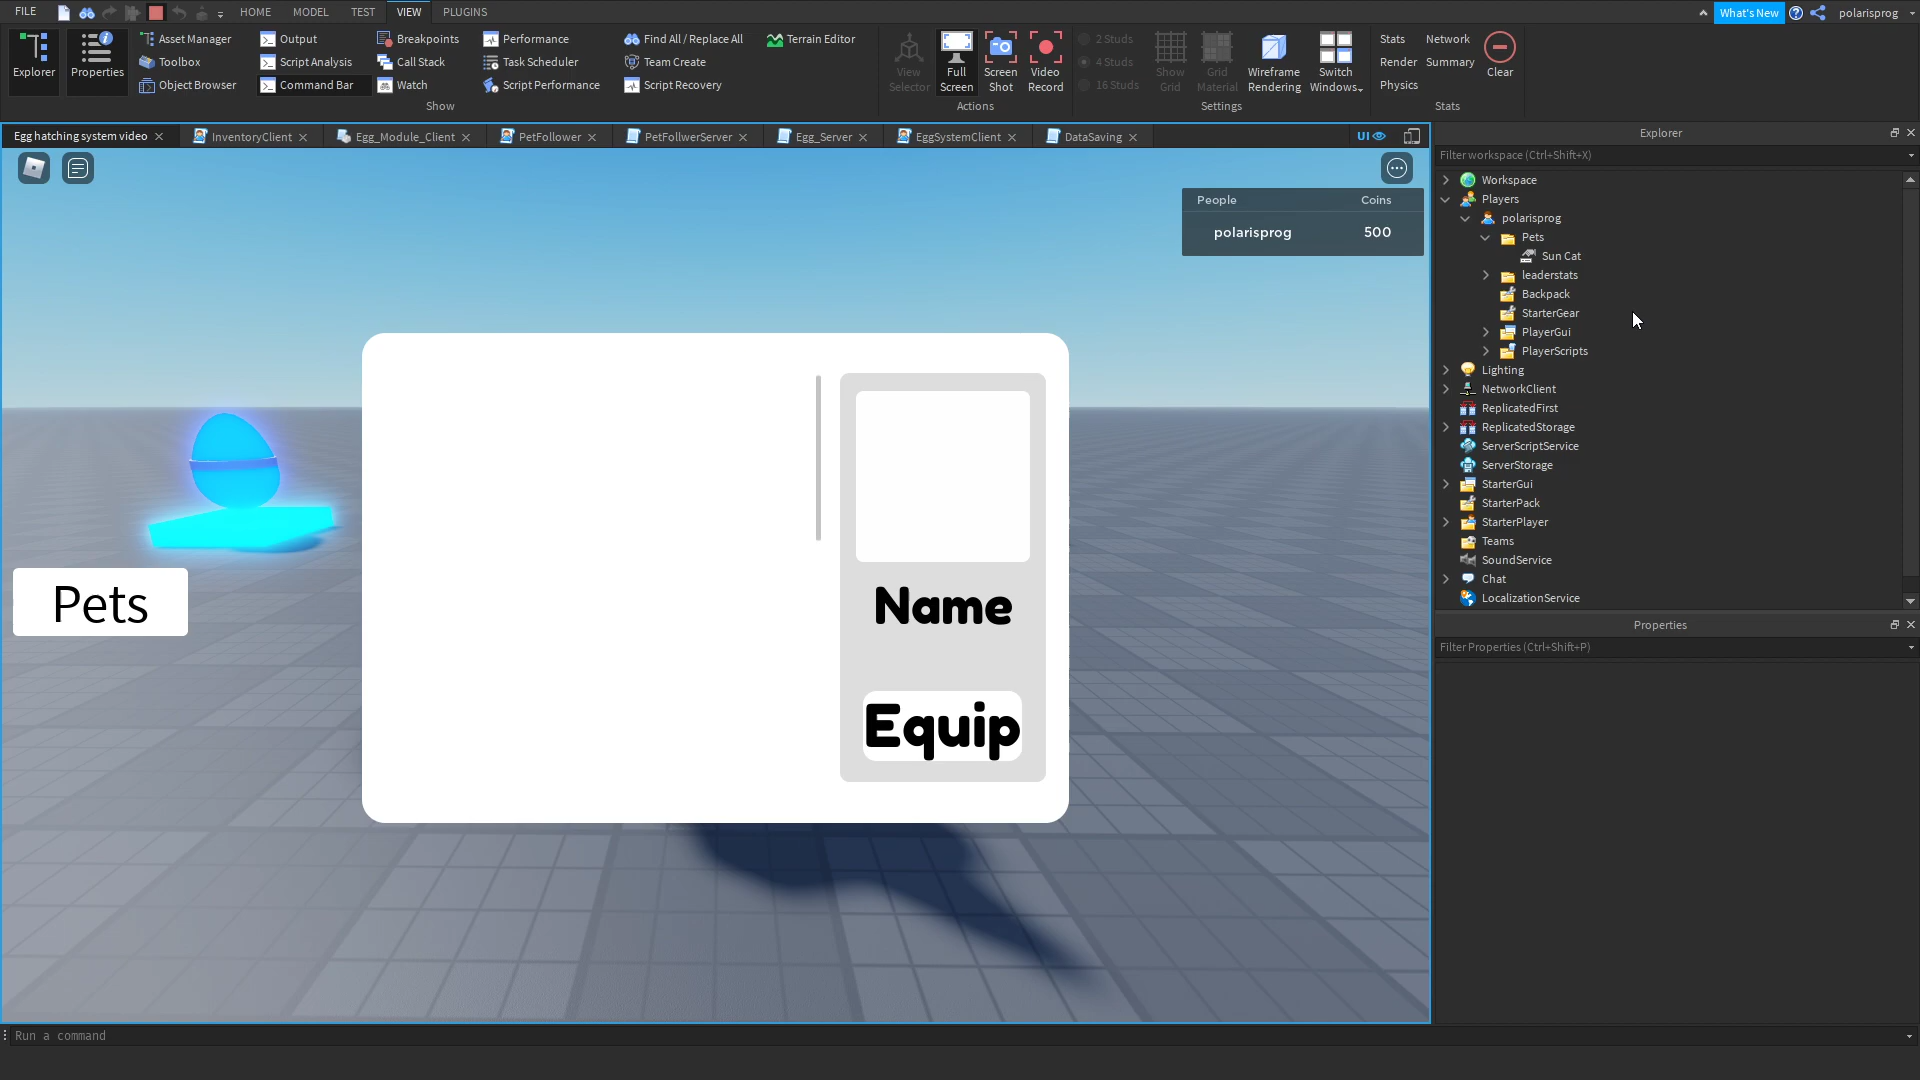 FILE
HOME
MODEL
TEST
VIEW
PLUGINS
What's New
polarisprog
Explorer
Properties
Asset Manager
Toolbox
Object Browser
Output
Script Analysis
Command Bar
Breakpoints
Call Stack
Watch
Performance
Task Scheduler
Script Performance
Find All / Replace All
Team Create
Script Recovery
Terrain Editor
Show
View
Selector
Full
Screen
Screen
Shot
Video
Record
Actions
2 Studs
4 Studs
16 Studs
Show
Grid
Grid
Material
Wireframe
Rendering
Switch
Windows
Settings
Stats
Network
Render
Summary
Physics
Clear
Stats
Egg hatching system video
InventoryClient
Egg_Module_Client
PetFollower
PetFollwerServer
Egg_Server
EggSystemClient
DataSaving
UI
People
Coins
polarisprog
500
Pets
Name
Equip
Explorer
Filter workspace (Ctrl+Shift+X)
Workspace
Players
polarisprog
Pets
Sun Cat
leaderstats
Backpack
StarterGear
PlayerGui
PlayerScripts
Lighting
NetworkClient
ReplicatedFirst
ReplicatedStorage
ServerScriptService
ServerStorage
StarterGui
StarterPack
StarterPlayer
Teams
SoundService
Chat
LocalizationService
Properties
Filter Properties (Ctrl+Shift+P)
Run a command